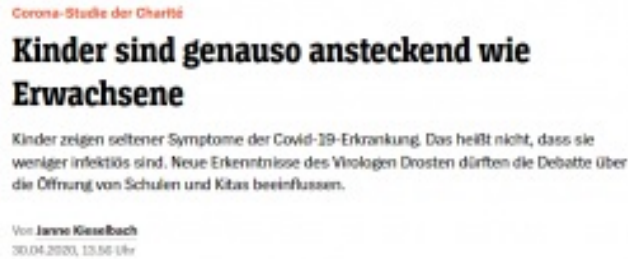 Corona-Studie der Charité
Kinder sind genauso ansteckend wie
Erwachsene
Kinder zeigen seltener Symptome der Covid-19-Erkrankung. Das heißt nicht, dass sie
weniger infektiös sind. Neue Erkenntnisse des Virologen Drosten dürften die Debatte über
die Öffnung von Schulen und Kitas beeinflussen.
Von Janne Kieselbach
30.04.2020, 13.56 Uhr